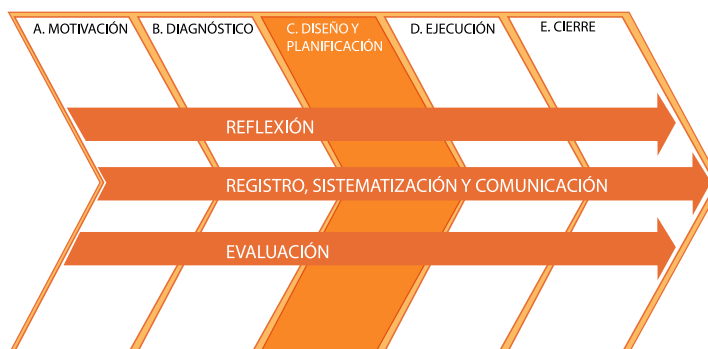 A. MOTIVACIÓN
B. DIAGNÓSTICO
C. DISEÑO Y
PLANIFICACIÓN
D. EJECUCIÓN
E. CIERRE
REFLEXIÓN
REGISTRO, SISTEMATIZACIÓN Y COMUNICACIÓN
EVALUACIÓN